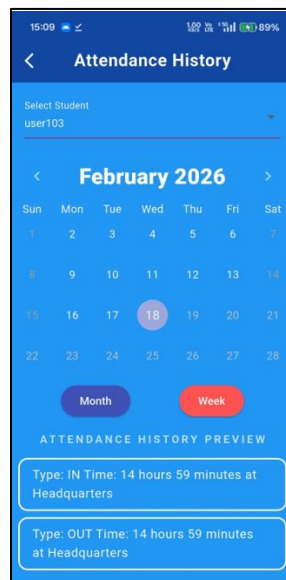 15:09 1.00 KB/S 89%
Attendance History
Select Student
user103
February 2026
Sun Mon Tue Wed Thu Fri Sat
1 2 3 4 5 6 7
8 9 10 11 12 13 14
15 16 17 18 19 20 21
22 23 24 25 26 27 28
Month Week
ATTENDANCE HISTORY PREVIEW
Type: IN Time: 14 hours 59 minutes at
Headquarters
Type: OUT Time: 14 hours 59 minutes
at Headquarters